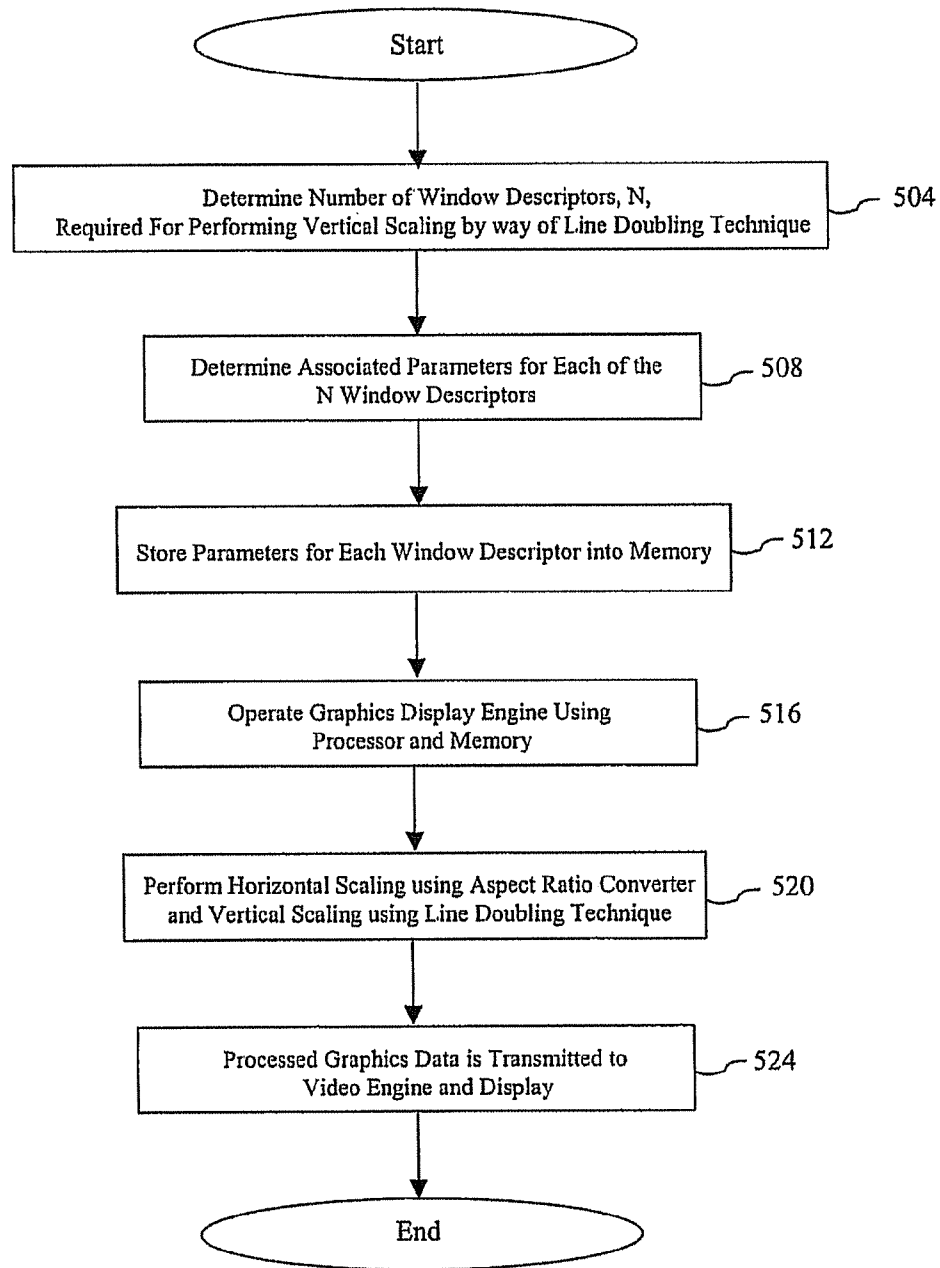 Start
Determine Number of Window Descriptors, N,
Required For Performing Vertical Scaling by way of Line Doubling Technique
504
Determine Associated Parameters for Each of the
N Window Descriptors
508
Store Parameters for Each Window Descriptor into Memory
512
Operate Graphics Display Engine Using
Processor and Memory
516
Perform Horizontal Scaling using Aspect Ratio Converter
and Vertical Scaling using Line Doubling Technique
520
Processed Graphics Data is Transmitted to
Video Engine and Display
524
End